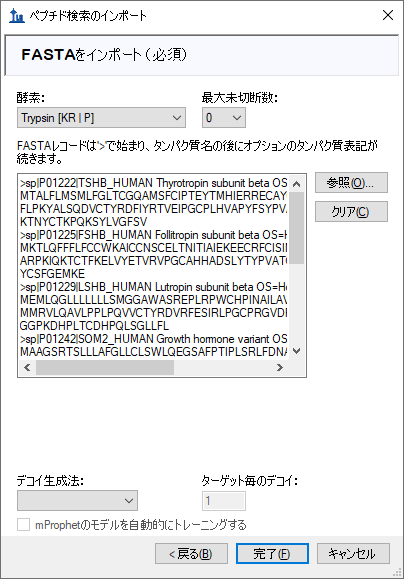 ペプチド検索のインポート
FASTAをインポート（必須）
酵素:
最大未切断数:
Trypsin [KR | P]
0
FASTAレコードは'>'で始まり、タンパク質名の後にオプションのタンパク質表記が
続きます。
>sp|P01222|TSHB_HUMAN Thyrotropin subunit beta OS
MTALFLMSMLFGLTCGQAMSFCIPTEYTMHIERRECAY
FLPKYALSQDVCTYRDFIYRTVEIPGCPLHVAPYFSYPVA
KTNYCTKPQKSYLVGFSV
>sp|P01225|FSHB_HUMAN Follitropin subunit beta OS=H
MKTLQFFFLFCCWKAICCNSCELTNITIAIEKEECRFCISII
ARPKIQKTCTFKELVYETVRVPGCAHHADSLYTYPVAT
YCSFGEMKE
>sp|P01229|LSHB_HUMAN Lutropin subunit beta OS=H
MEMLQGLLLLLLLSMGGAWASREPLRPWCHPINAILAV
MMRVLQAVLPPLPQVVCTYRDVRFESIRLPGCPRGVD
GGPKDHPLTCDHPQLSGLLFL
>sp|P01242|SOM2_HUMAN Growth hormone variant OS
MAAGSRTSLLLAFGLLCLSWLQEGSAFPTIPLSRLFDNA
参照(O)...
クリア(C)
デコイ生成法:
ターゲット毎のデコイ:
1
mProphetのモデルを自動的にトレーニングする
< 戻る(B)
完了(F)
キャンセル